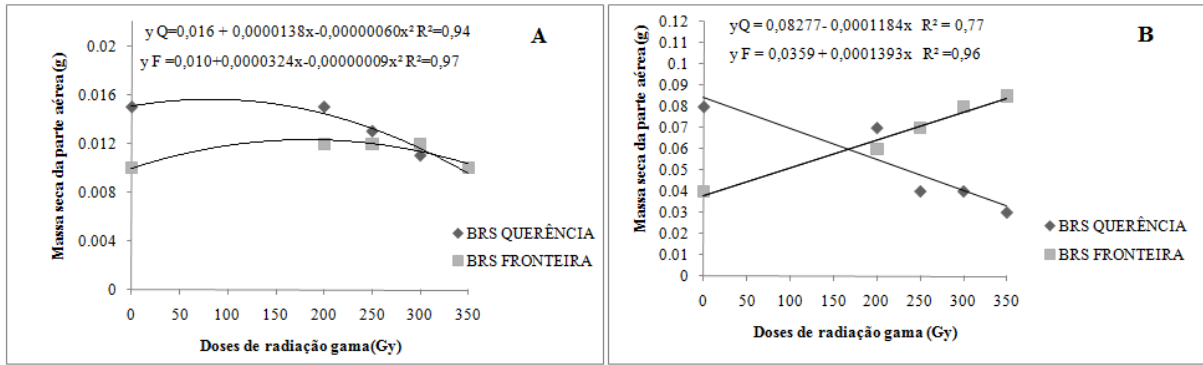 y Q=0,016 + 0,0000138x-0,00000060x² R²=0,94
y F =0,010+0,0000324x-0,00000009x² R²=0,97
A
Massa seca da parte aérea (g)
0.02
0.016
0.012
0.008
0.004
0
0 50 100 150 200 250 300 350
Doses de radiação gama(Gy)
BRS QUERÊNCIA
BRS FRONTEIRA
yQ = 0,08277- 0,0001184x R² = 0,77
y F = 0,0359 + 0,0001393x R² =0,96
B
Massa seca da parte aérea (g)
0.12
0.11
0.1
0.09
0.08
0.07
0.06
0.05
0.04
0.03
0.02
0.01
0
0 50 100 150 200 250 300 350
Doses de radiação gama (Gy)
BRS QUERÊNCIA
BRS FRONTEIRA